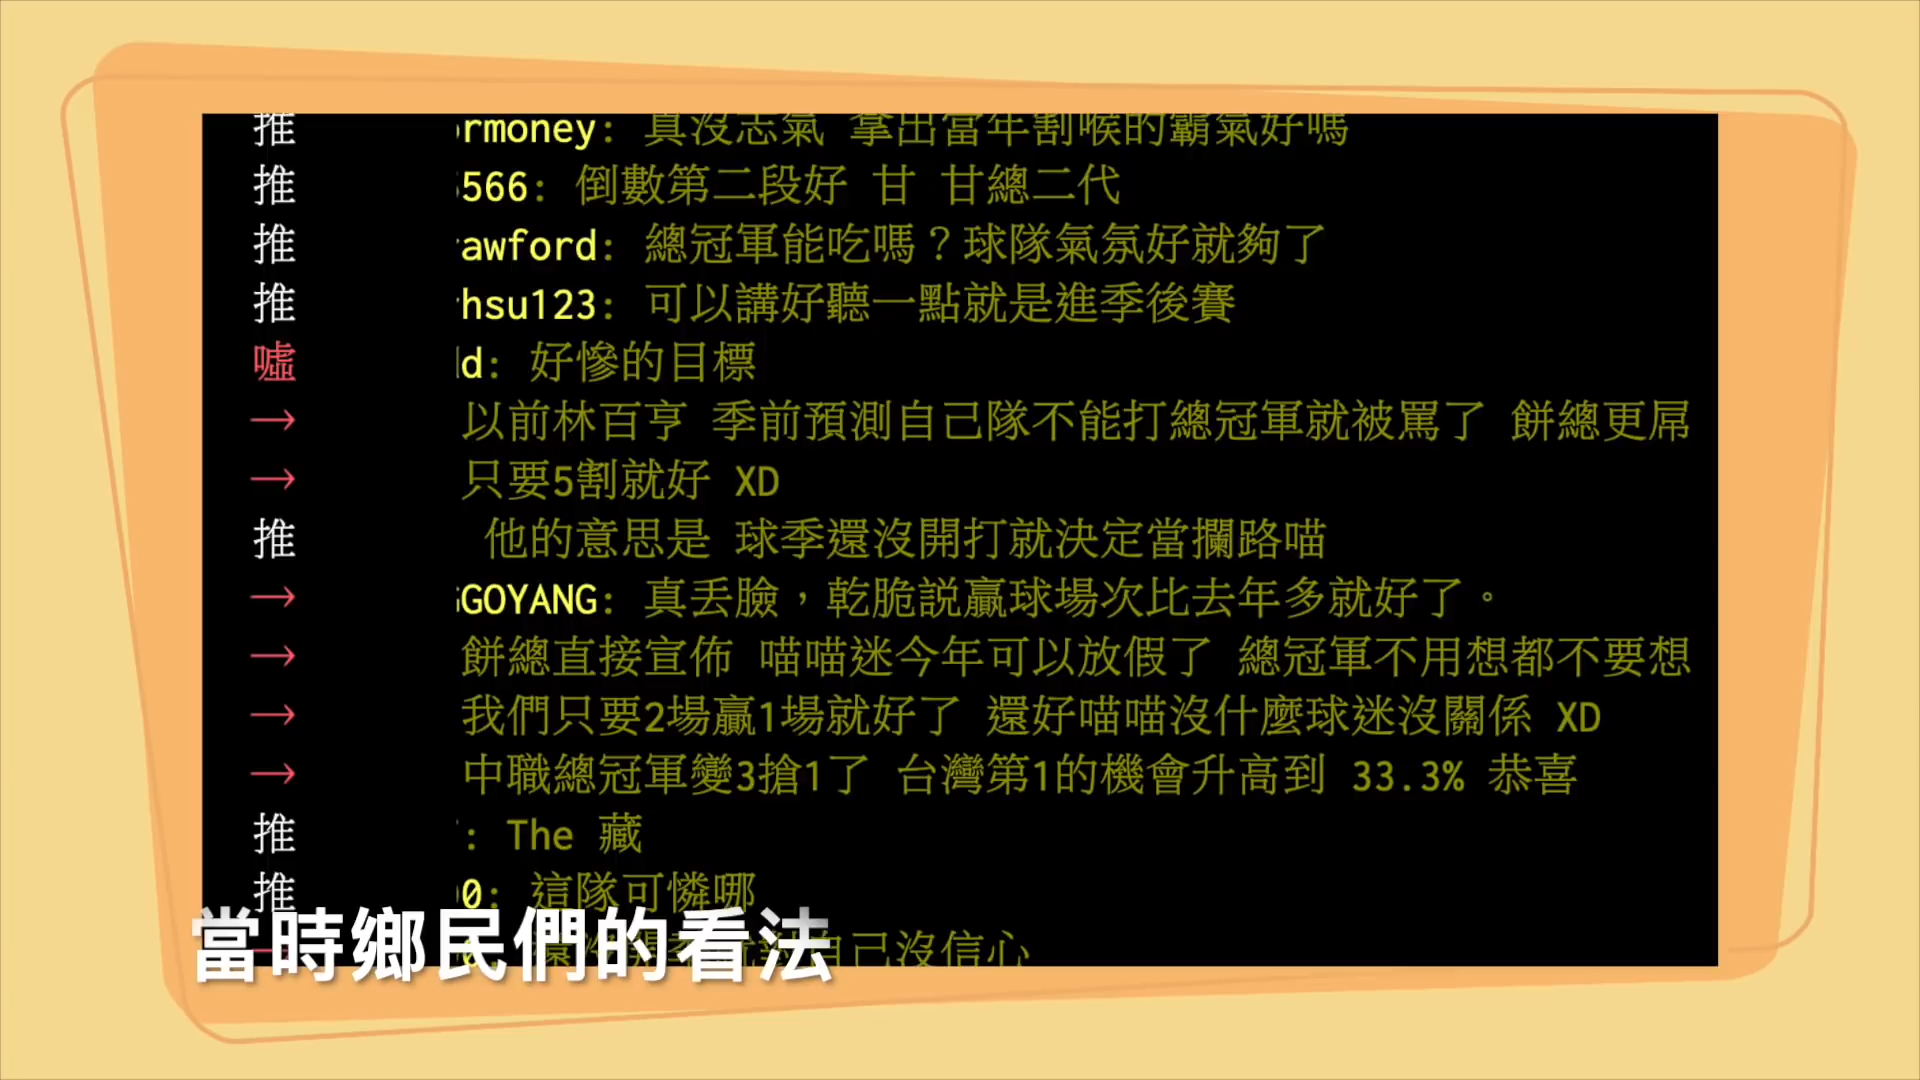 推 rmoney: 真沒志氣 拿出當年割喉的霸氣好嗎
推 566: 倒數第二段好 甘 甘總二代
推 awford: 總冠軍能吃嗎？球隊氣氛好就夠了
推 hsu123: 可以講好聽一點就是進季後賽
噓 d: 好慘的目標
→ 以前林百亨 季前預測自己隊不能打總冠軍就被罵了 餅總更屌
→ 只要5割就好 XD
推 他的意思是 球季還沒開打就決定當攔路喵
→ GOYANG: 真丟臉，乾脆說贏球場次比去年多就好了。
→ 餅總直接宣佈 喵喵迷今年可以放假了 總冠軍不用想都不要想
→ 我們只要2場贏1場就好了 還好喵喵沒什麼球迷沒關係 XD
→ 中職總冠軍變3搶1了 台灣第1的機會升高到 33.3% 恭喜
推 : The 藏
推 0: 這隊可憐哪
自己沒信心
當時鄉民們的看法